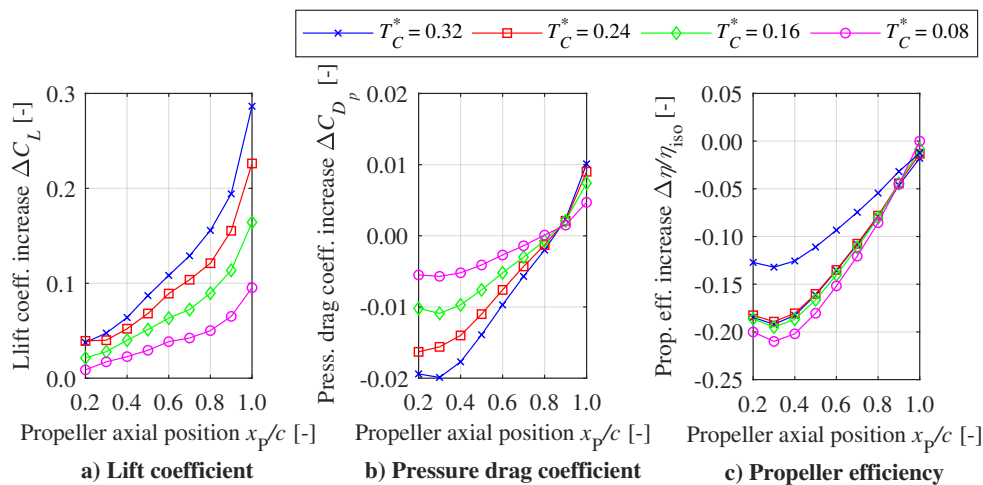 T*C = 0.32 T*C = 0.24 T*C = 0.16 T*C = 0.08
Llift coeff. increase ΔCL [-]
0.3
0.2
0.1
0.0
0.2 0.4 0.6 0.8 1.0
Propeller axial position xP/c [-]
a) Lift coefficient
Press. drag coeff. increase ΔCDp [-]
0.02
0.01
0.00
-0.01
-0.02
0.2 0.4 0.6 0.8 1.0
Propeller axial position xP/c [-]
b) Pressure drag coefficient
Prop. eff. increase Δη/ηiso [-]
0.05
0.00
-0.05
-0.10
-0.15
-0.20
-0.25
0.2 0.4 0.6 0.8 1.0
Propeller axial position xP/c [-]
c) Propeller efficiency